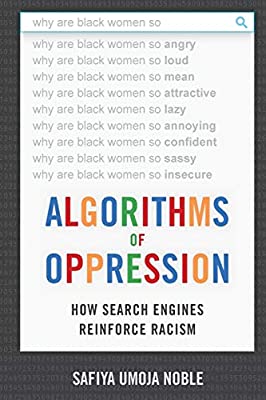 why are black women so
why are black women so angry
why are black women so loud
why are black women so mean
why are black women so attractive
why are black women so lazy
why are black women so annoying
why are black women so confident
why are black women so sassy
why are black women so insecure
ALGORITHMS
OF
OPPRESSION
HOW SEARCH ENGINES
REINFORCE RACISM
SAFIYA UMOJA NOBLE